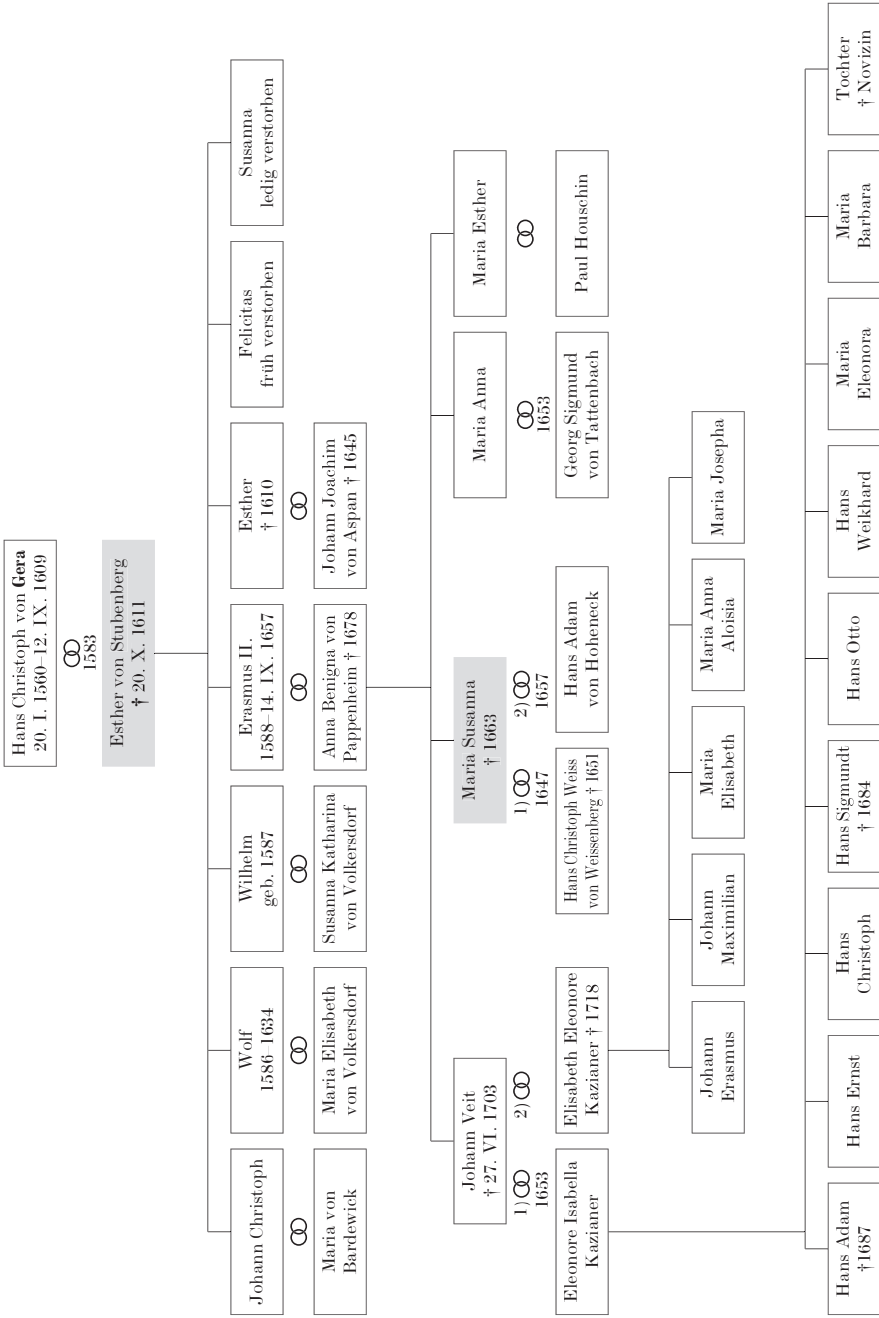 Hans Christoph von Gera
20. I. 1560–12. IX. 1609
1583
Esther von Stubenberg
† 20. X. 1611
Johann Christoph
Maria von
Bardewick
Wolf
1586–1634
Maria Elisabeth
von Volkersdorf
Wilhelm
geb. 1587
Susanna Katharina
von Volkersdorf
Erasmus II.
1588–14. IX. 1657
Anna Benigna von
Pappenheim † 1678
Esther
† 1610
Johann Joachim
von Aspan † 1645
Felicitas
früh verstorben
Susanna
ledig verstorben
Johann Veit
† 27. VI. 1703
1)
1653
2)
Eleonore Isabella
Kazianer
Elisabeth Eleonore
Kazianer † 1718
Maria Susanna
† 1663
1)
1647
2)
1657
Hans Christoph Weiss
von Weissenberg † 1651
Hans Adam
von Hoheneck
Maria Anna
1653
Georg Sigmund
von Tattenbach
Maria Esther
Paul Houschin
Johann
Erasmus
Johann
Maximilian
Maria
Elisabeth
Maria Anna
Aloisia
Maria Josepha
Hans Adam
†1687
Hans Ernst
Hans
Christoph
Hans Sigmundt
† 1684
Hans Otto
Hans
Weikhard
Maria
Eleonora
Maria
Barbara
Tochter
† Novizin